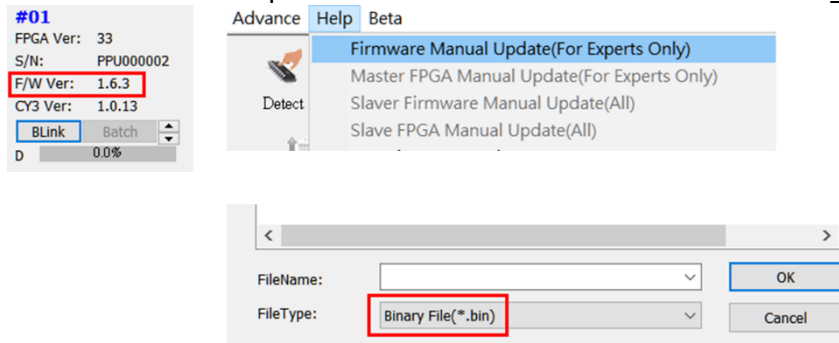 #01
FPGA Ver: 33
S/N: PPU000002
F/W Ver: 1.6.3
CY3 Ver: 1.0.13
BLink Batch
D 0.0%
Advance Help Beta
Firmware Manual Update(For Experts Only)
Master FPGA Manual Update(For Experts Only)
Detect
Slaver Firmware Manual Update(All)
Slave FPGA Manual Update(All)
FileName:
OK
FileType:
Binary File(*.bin)
Cancel